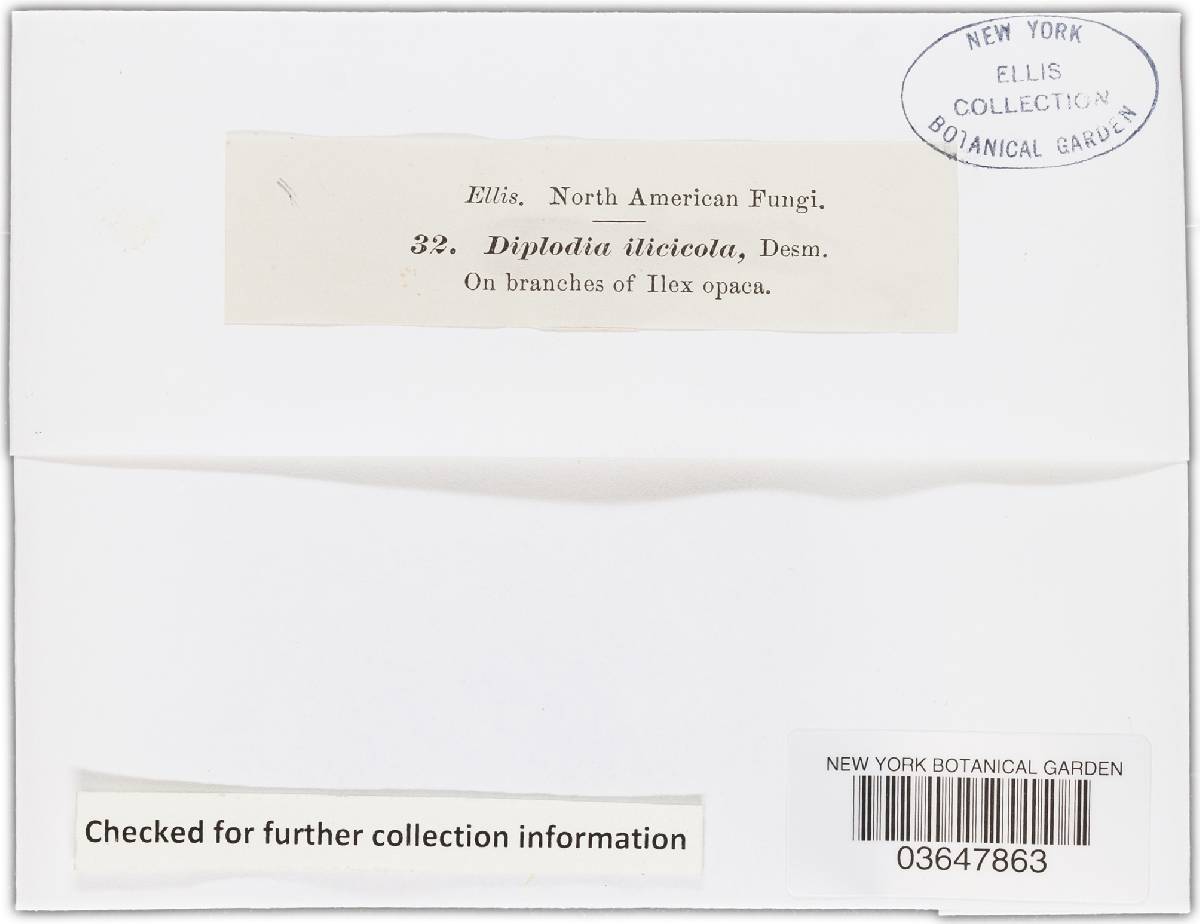 NEW YORK
ELLIS
COLLECTION
BOTANICAL GARDEN
Ellis. North American Fungi.
32. Diplodia ilicicola, Desm.
On branches of Ilex opaca.
Checked for further collection information
NEW YORK BOTANICAL GARDEN
03647863